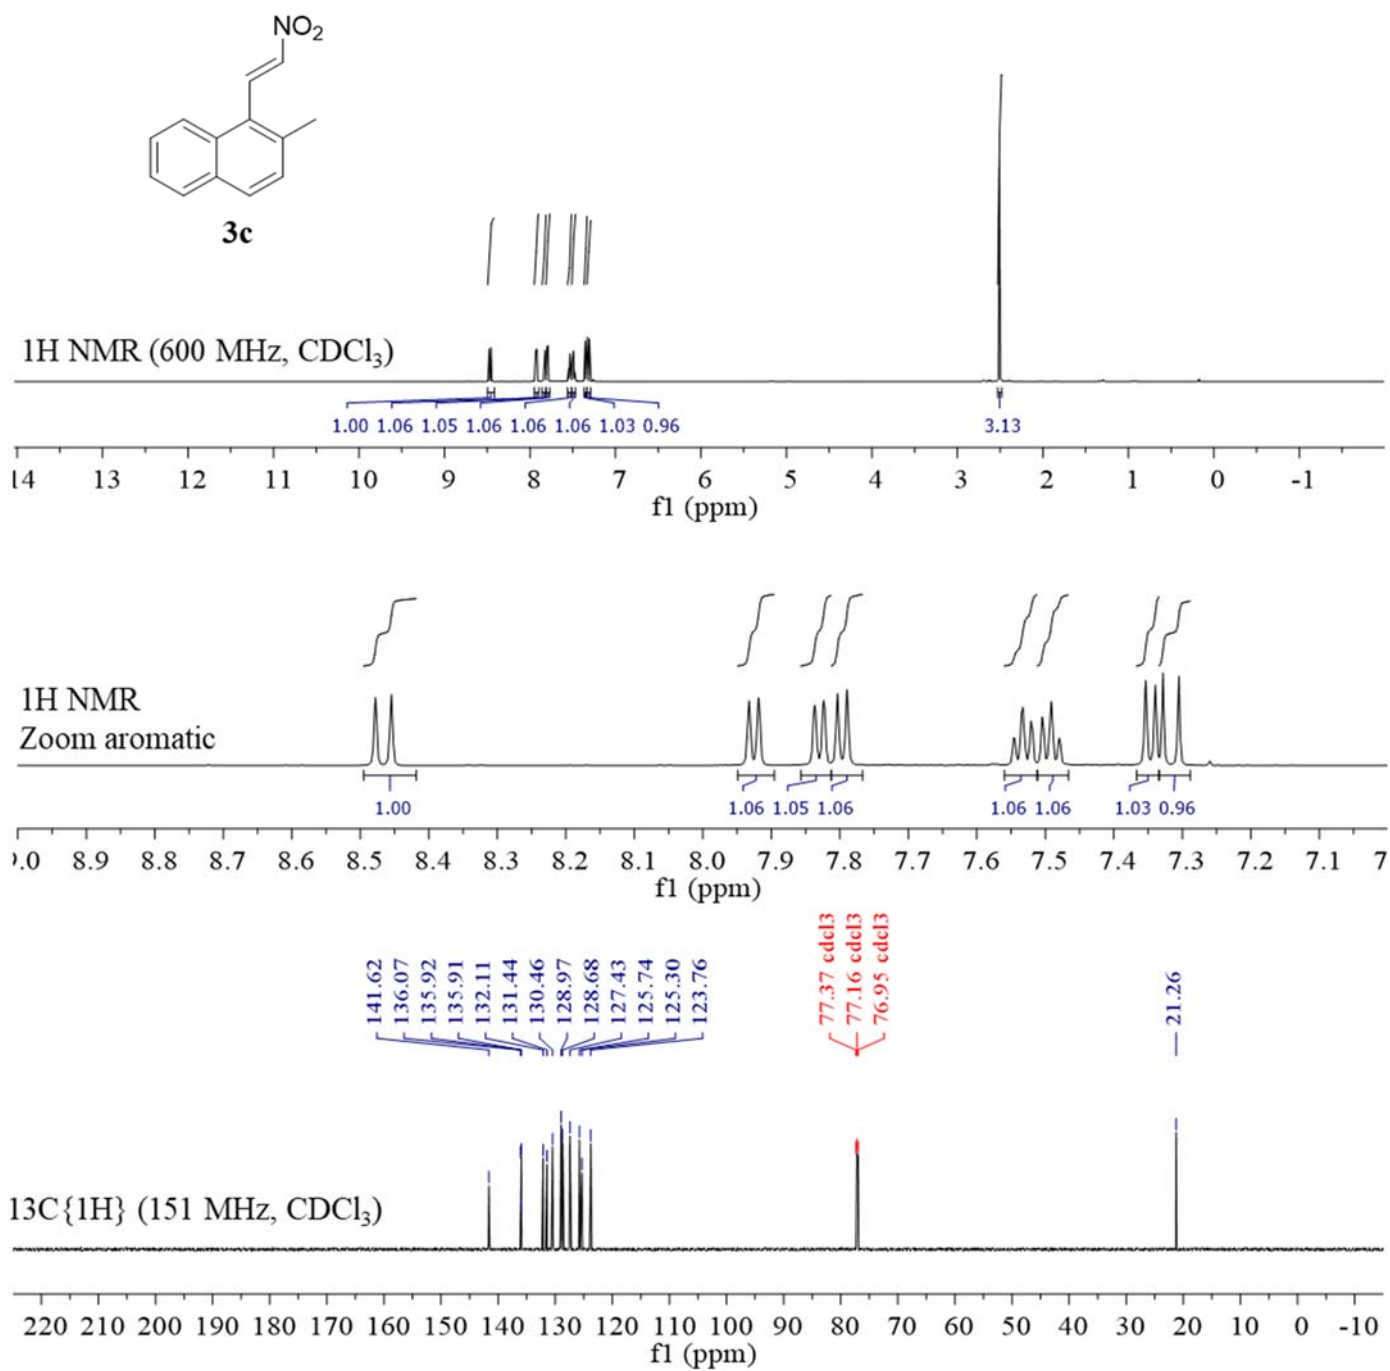 NO2
3c
1H NMR (600 MHz, CDCl3)
1.00 1.06 1.05 1.06 1.06 1.06 1.03 0.96
3.13
14 13 12 11 10 9 8 7 6 5 4 3 2 1 0 -1
f1 (ppm)
1H NMR
Zoom aromatic
1.00 1.06 1.05 1.06 1.06 1.06 1.03 0.96
9.0 8.9 8.8 8.7 8.6 8.5 8.4 8.3 8.2 8.1 8.0 7.9 7.8 7.7 7.6 7.5 7.4 7.3 7.2 7.1 7
f1 (ppm)
141.62
136.07
135.92
135.91
132.11
131.44
130.46
128.97
128.68
127.43
125.74
125.30
123.76
77.37 cdcl3
77.16 cdcl3
76.95 cdcl3
21.26
13C{1H} (151 MHz, CDCl3)
220 210 200 190 180 170 160 150 140 130 120 110 100 90 80 70 60 50 40 30 20 10 0 -10
f1 (ppm)